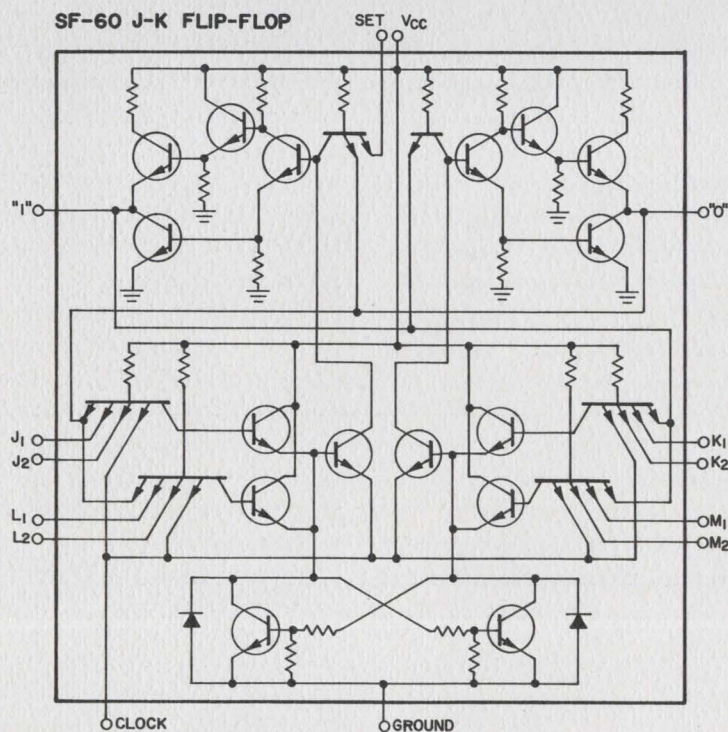 SF-60 J-K FLIP-FLOP
SET
VCC
"1"
"0"
J1
J2
K1
K2
L1
L2
M1
M2
CLOCK
GROUND